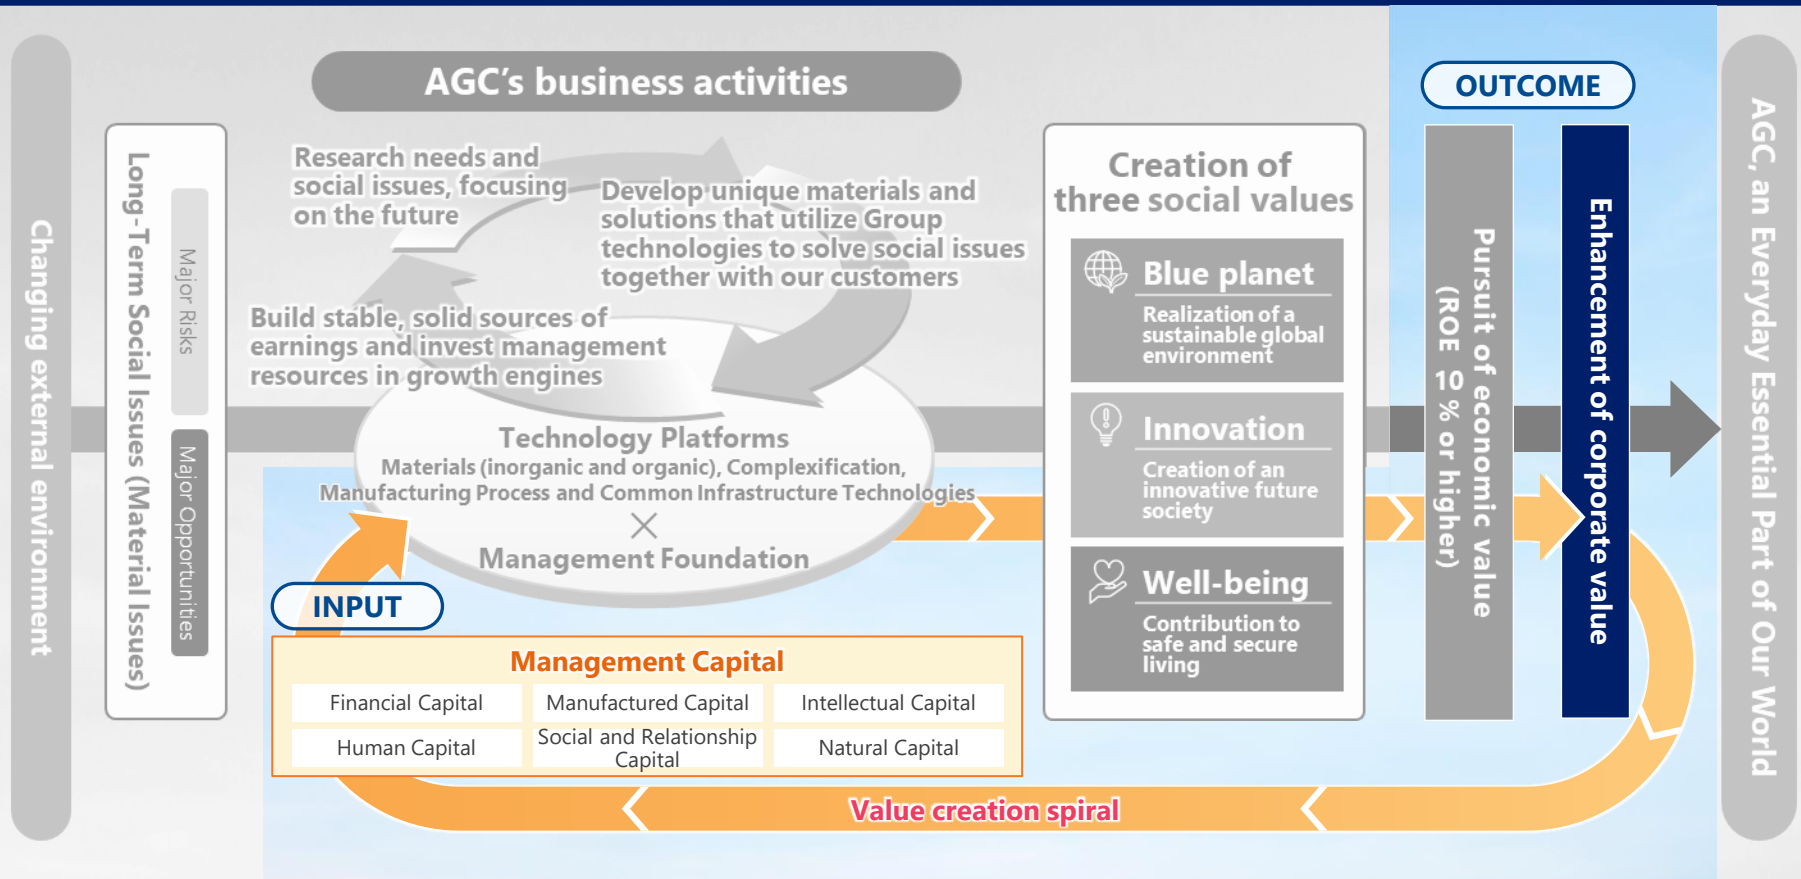 AGC's business activities
OUTCOME
Changing external environment
Long-Term Social Issues (Material Issues)
Major Risks
Major Opportunities
Research needs and
social issues, focusing
on the future
Develop unique materials and
solutions that utilize Group
technologies to solve social issues
together with our customers
Build stable, solid sources of
earnings and invest management
resources in growth engines
Technology Platforms
Materials (inorganic and organic), Complexification,
Manufacturing Process and Common Infrastructure Technologies
×
Management Foundation
INPUT
Management Capital
Financial Capital
Manufactured Capital
Intellectual Capital
Human Capital
Social and Relationship
Capital
Natural Capital
Value creation spiral
Creation of
three social values
Blue planet
Realization of a
sustainable global
environment
Innovation
Creation of an
innovative future
society
Well-being
Contribution to
safe and secure
living
Pursuit of economic value
(ROE 10 % or higher)
Enhancement of corporate value
AGC, an Everyday Essential Part of Our World